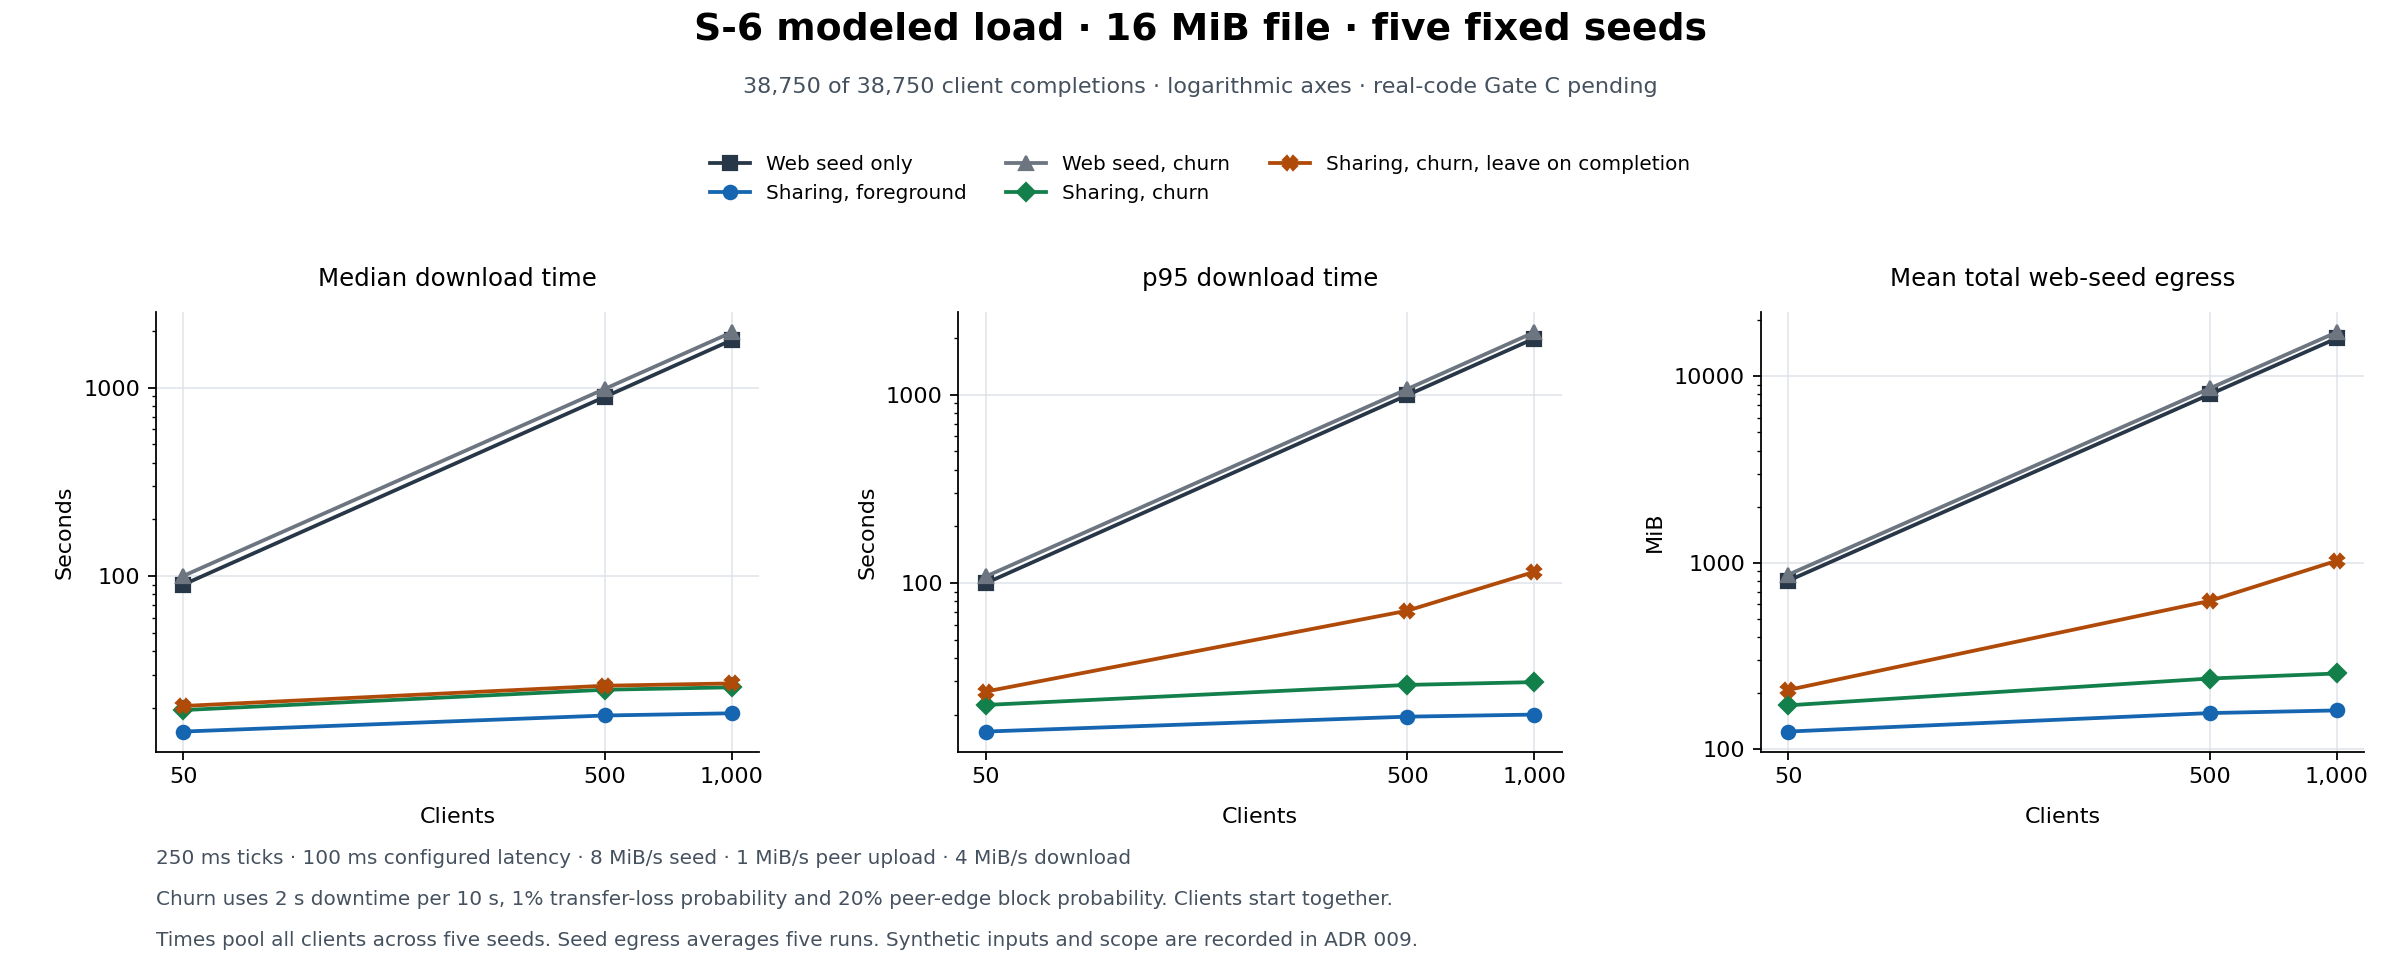 S-6 modeled load · 16 MiB file · five fixed seeds
38,750 of 38,750 client completions · logarithmic axes · real-code Gate C pending
Web seed only
Sharing, foreground
Web seed, churn
Sharing, churn
Sharing, churn, leave on completion
Median download time
Seconds
1000
100
50
500
1,000
Clients
p95 download time
Seconds
1000
100
50
500
1,000
Clients
Mean total web-seed egress
MiB
10000
1000
100
50
500
1,000
Clients
250 ms ticks · 100 ms configured latency · 8 MiB/s seed · 1 MiB/s peer upload · 4 MiB/s download
Churn uses 2 s downtime per 10 s, 1% transfer-loss probability and 20% peer-edge block probability. Clients start together.
Times pool all clients across five seeds. Seed egress averages five runs. Synthetic inputs and scope are recorded in ADR 009.